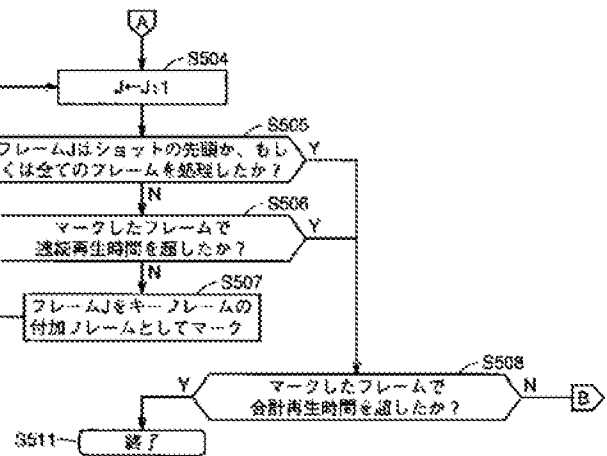 A
S504
J←J+1
S505
フレームJはショットの先頭か、もし
くは全てのフレームを処理したか？
Y
N
S506
マークしたフレームで
連続再生時間を超したか？
Y
N
S507
フレームJをキーフレームの
付加フレームとしてマーク
S508
マークしたフレームで
合計再生時間を超したか？
Y
N
B
S511
終了